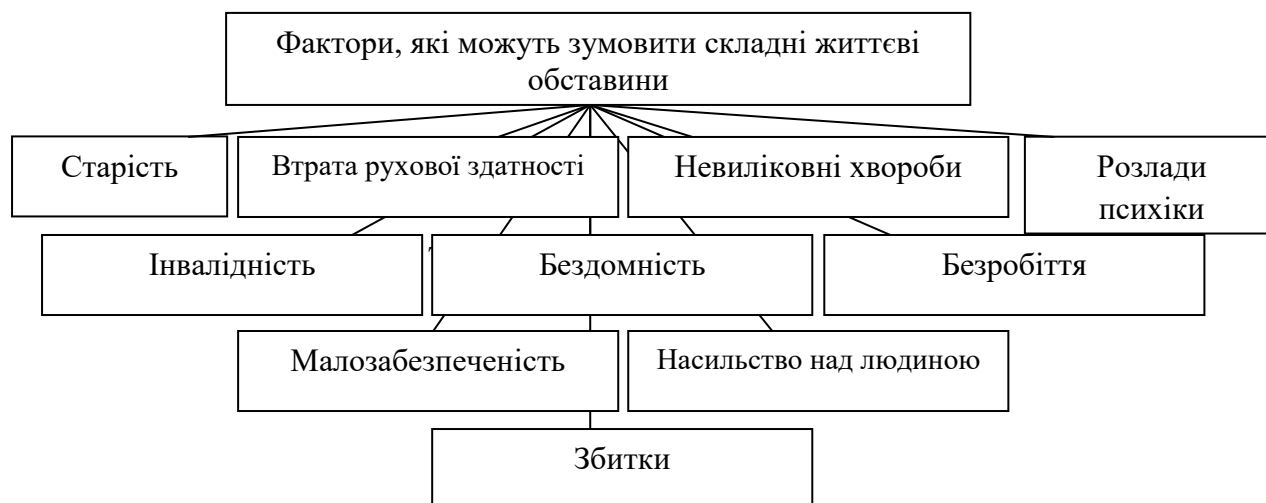 Фактори, які можуть зумовити складні життєві
обставини
Старість
Втрата рухової здатності
Невиліковні хвороби
Розлади
психіки
Інвалідність
Бездомність
Безробіття
Малозабезпеченість
Насильство над людиною
Збитки